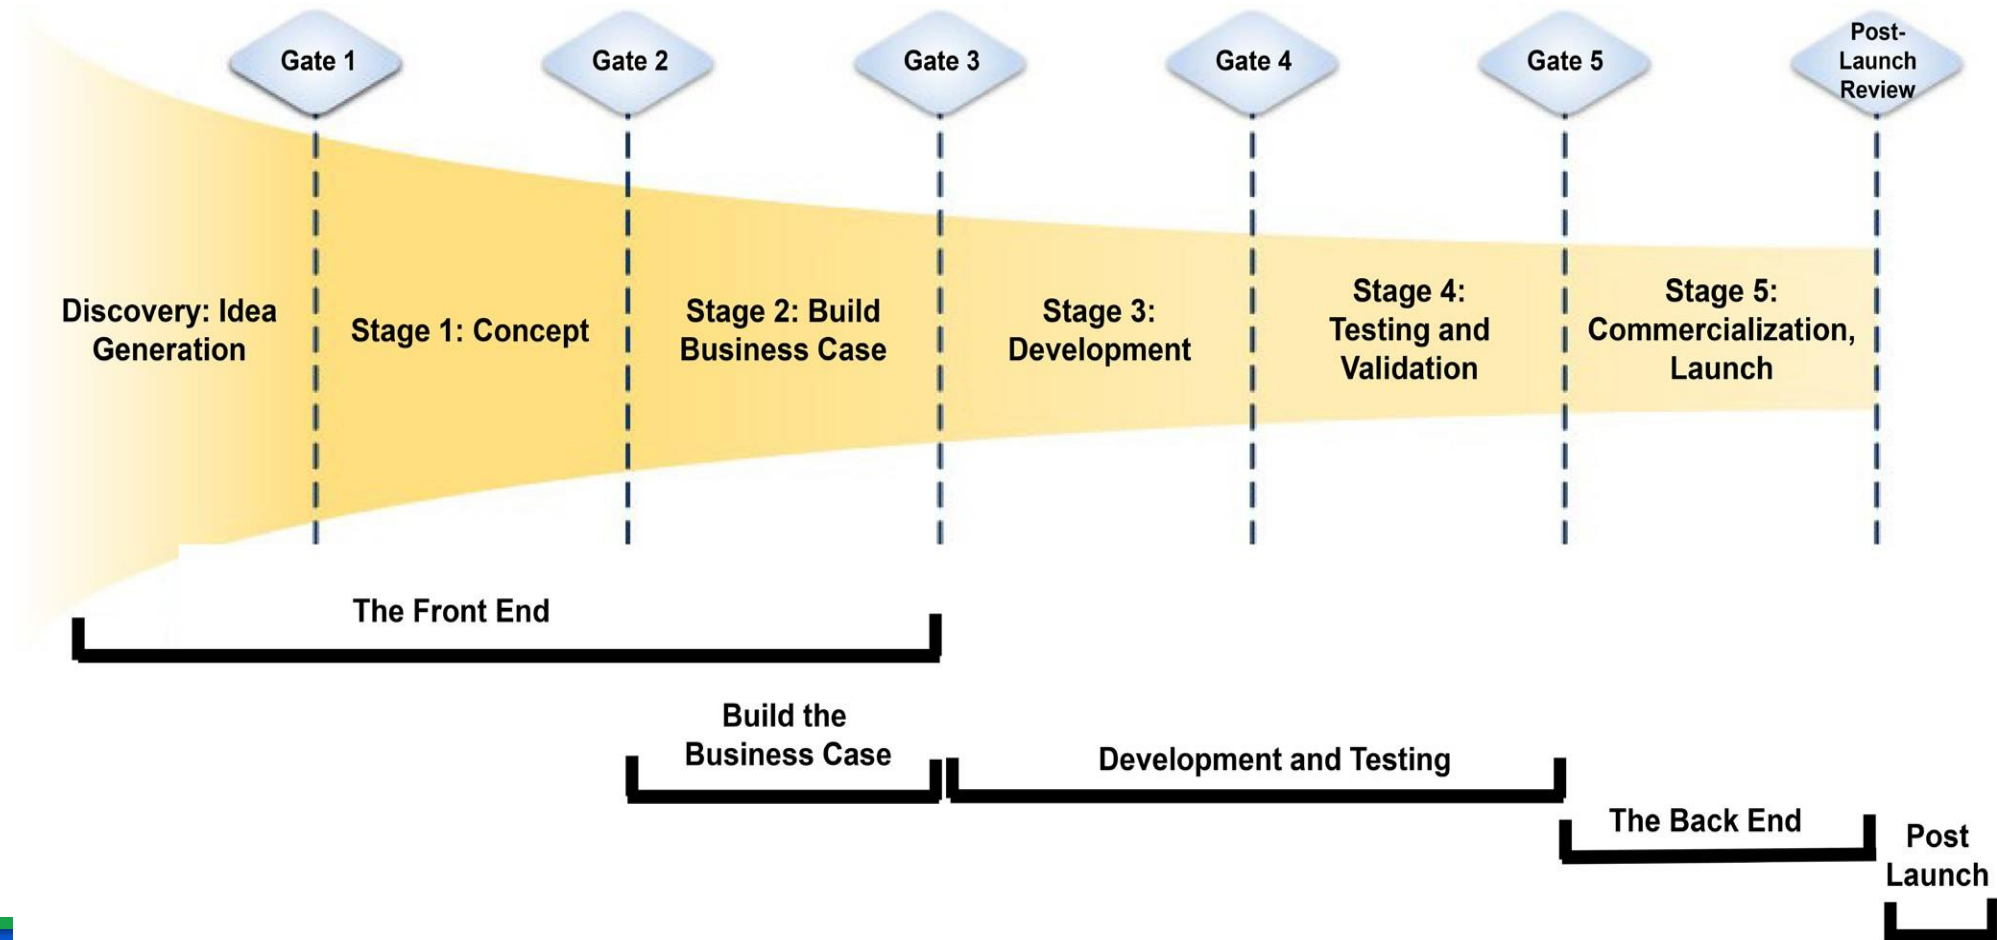 Gate 1
Gate 2
Gate 3
Gate 4
Gate 5
Post-
Launch
Review
Discovery: Idea
Generation
Stage 1: Concept
Stage 2: Build
Business Case
Stage 3:
Development
Stage 4:
Testing and
Validation
Stage 5:
Commercialization,
Launch
The Front End
Build the
Business Case
Development and Testing
The Back End
Post
Launch